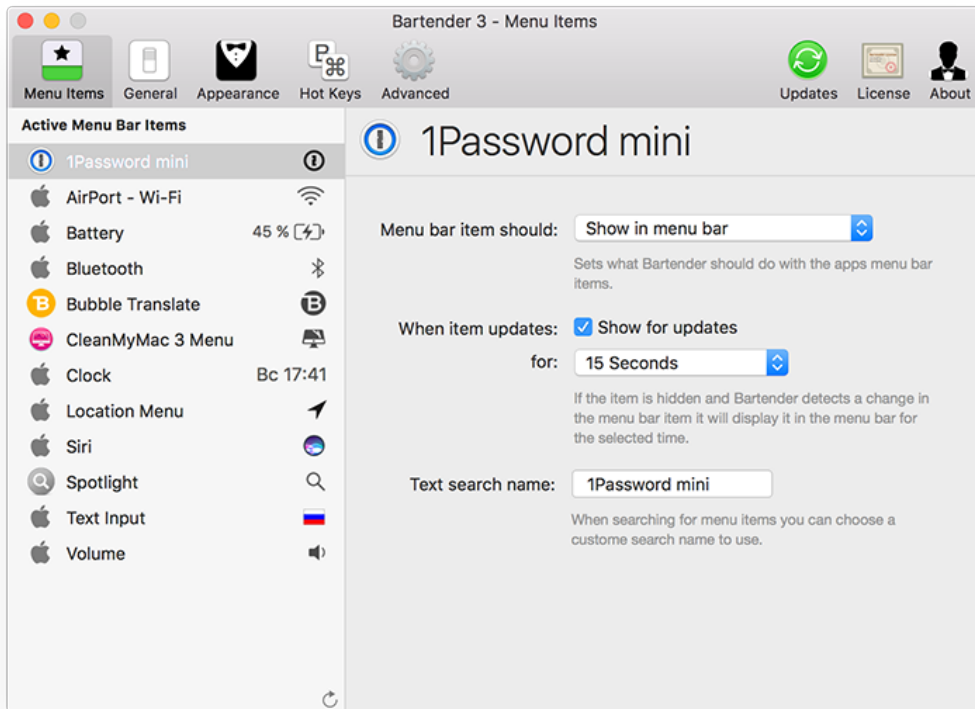 Bartender 3 - Menu Items
Menu Items
General
Appearance
Hot Keys
Advanced
Updates
License
About
Active Menu Bar Items
1Password mini
AirPort - Wi-Fi
Battery 45 %
Bluetooth
Bubble Translate
CleanMyMac 3 Menu
Clock Вс 17:41
Location Menu
Siri
Spotlight
Text Input
Volume
1Password mini
Menu bar item should: Show in menu bar
Sets what Bartender should do with the apps menu bar
items.
When item updates: Show for updates
for: 15 Seconds
If the item is hidden and Bartender detects a change in
the menu bar item it will display it in the menu bar for
the selected time.
Text search name: 1Password mini
When searching for menu items you can choose a
custome search name to use.